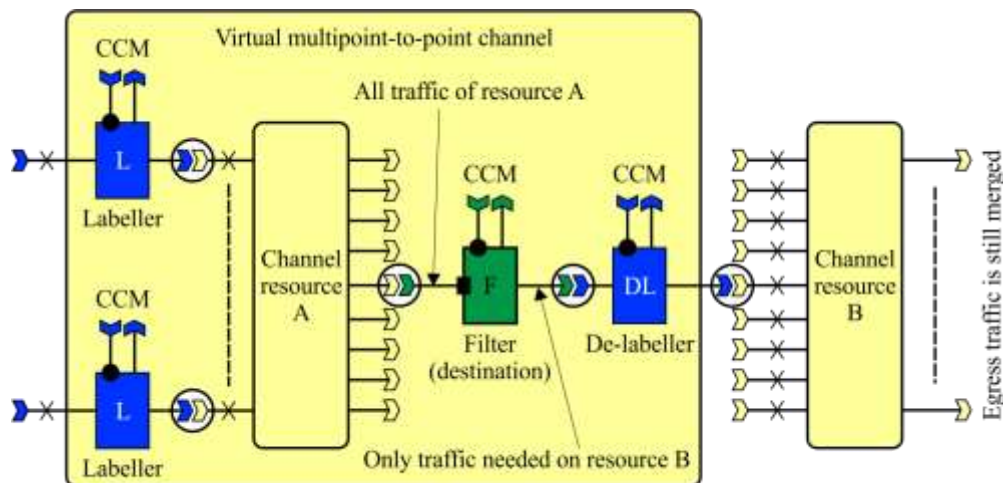 Virtual multipoint-to-point channel
CCM
All traffic of resource A
L
Labeller
CCM
CCM
Channel
resource
A
F
DL
Channel
resource
B
Filter
(destination)
De-labeller
CCM
L
Labeller
Only traffic needed on resource B
Egress traffic is still merged